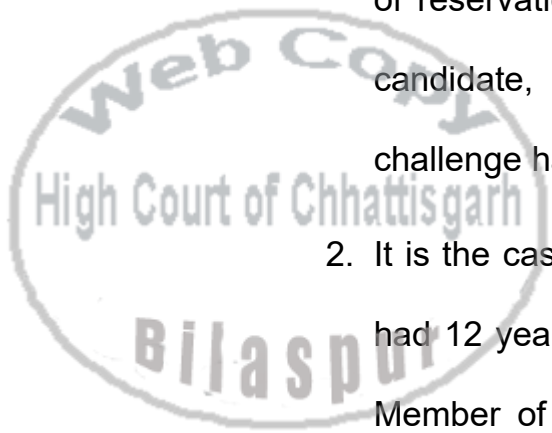 or reservati
candidate,
challenge h
2. It is the cas
had 12 yea
Member of
Web Copy
High Court of Chhattisgarh
Bilaspur